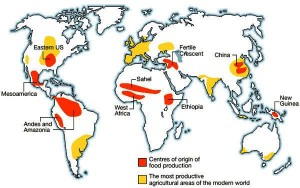 Eastern US
Fertile
Crescent
China
Mesoamerica
Sahel
West
Africa
Ethiopia
New
Guinea
Andes and
Amazonia
Centres of origin
of food production
The most productive
agricultural areas of the modern world